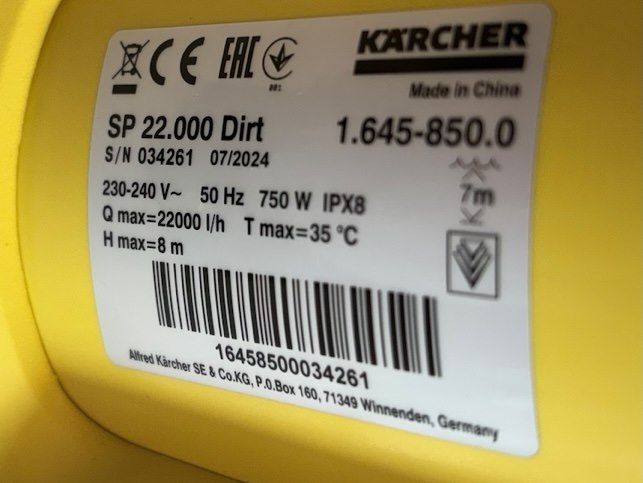 CE EAC
001
KÄRCHER
Made in China
SP 22.000 Dirt 1.645-850.0
S/N 034261 07/2024
7m
230-240 V~ 50 Hz 750 W IPX8
Q max=22000 l/h T max=35 °C
H max=8 m
16458500034261
Alfred Kärcher SE & Co.KG, P.O.Box 160, 71349 Winnenden, Germany